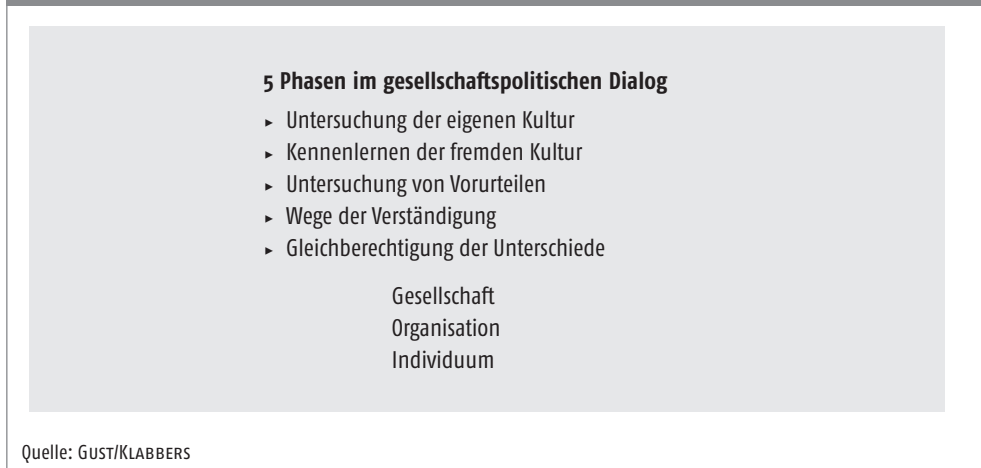 5 Phasen im gesellschaftspolitischen Dialog
► Untersuchung der eigenen Kultur
► Kennenlernen der fremden Kultur
► Untersuchung von Vorurteilen
► Wege der Verständigung
► Gleichberechtigung der Unterschiede
Gesellschaft
Organisation
Individuum
Quelle: GUST/KLABBERS